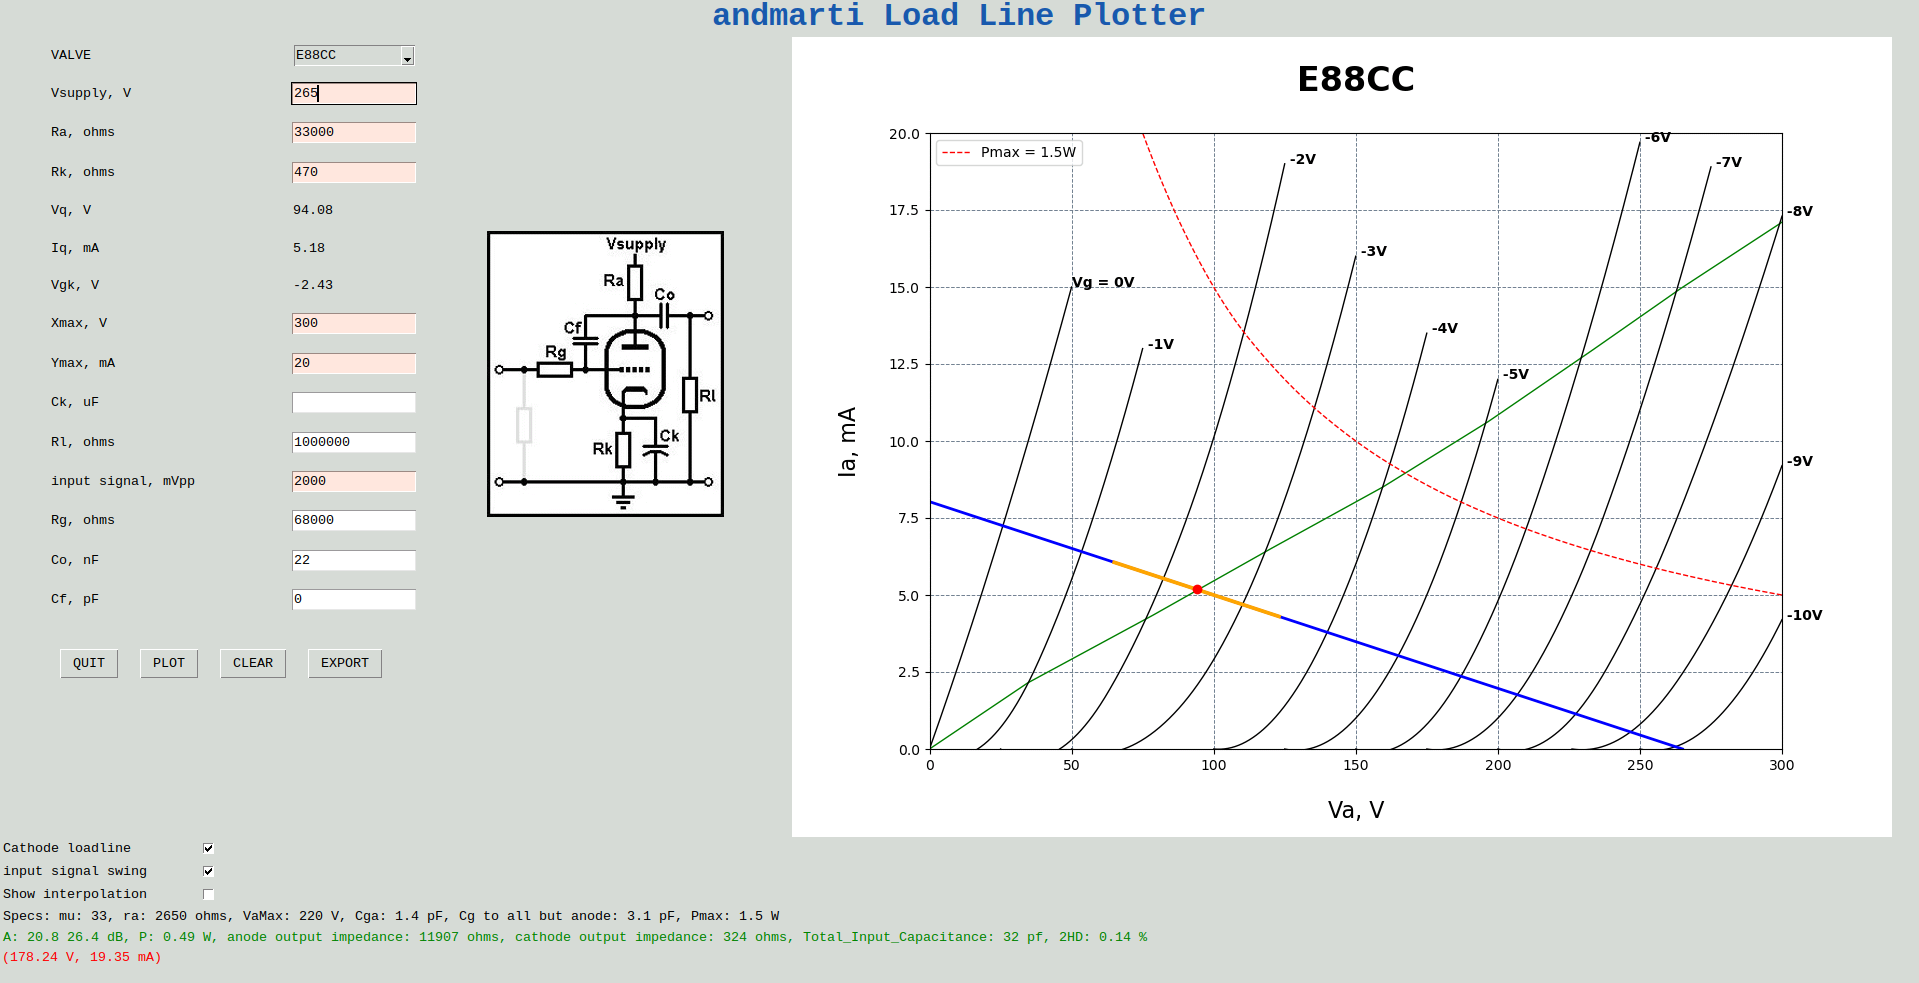 andmarti Load Line Plotter
VALVE E88CC
Vsupply, V 265
Ra, ohms 33000
Rk, ohms 470
Vq, V 94.08
Iq, mA 5.18
Vgk, V -2.43
Xmax, V 300
Ymax, mA 20
Ck, uF
Rl, ohms 1000000
input signal, mVpp 2000
Rg, ohms 68000
Co, nF 22
Cf, pF 0
QUIT PLOT CLEAR EXPORT
Vsupply
Ra
Co
Cf
Rg
Rl
Ck
Rk
E88CC
Pmax = 1.5W
Vg = 0V
-1V
-2V
-3V
-4V
-5V
-6V
-7V
-8V
-9V
-10V
20.0
17.5
15.0
12.5
10.0
7.5
5.0
2.5
0.0
Ia, mA
0 50 100 150 200 250 300
Va, V
Cathode loadline
input signal swing
Show interpolation
Specs: mu: 33, ra: 2650 ohms, VaMax: 220 V, Cga: 1.4 pF, Cg to all but anode: 3.1 pF, Pmax: 1.5 W
A: 20.8 26.4 dB, P: 0.49 W, anode output impedance: 11907 ohms, cathode output impedance: 324 ohms, Total_Input_Capacitance: 32 pf, 2HD: 0.14 %
(178.24 V, 19.35 mA)